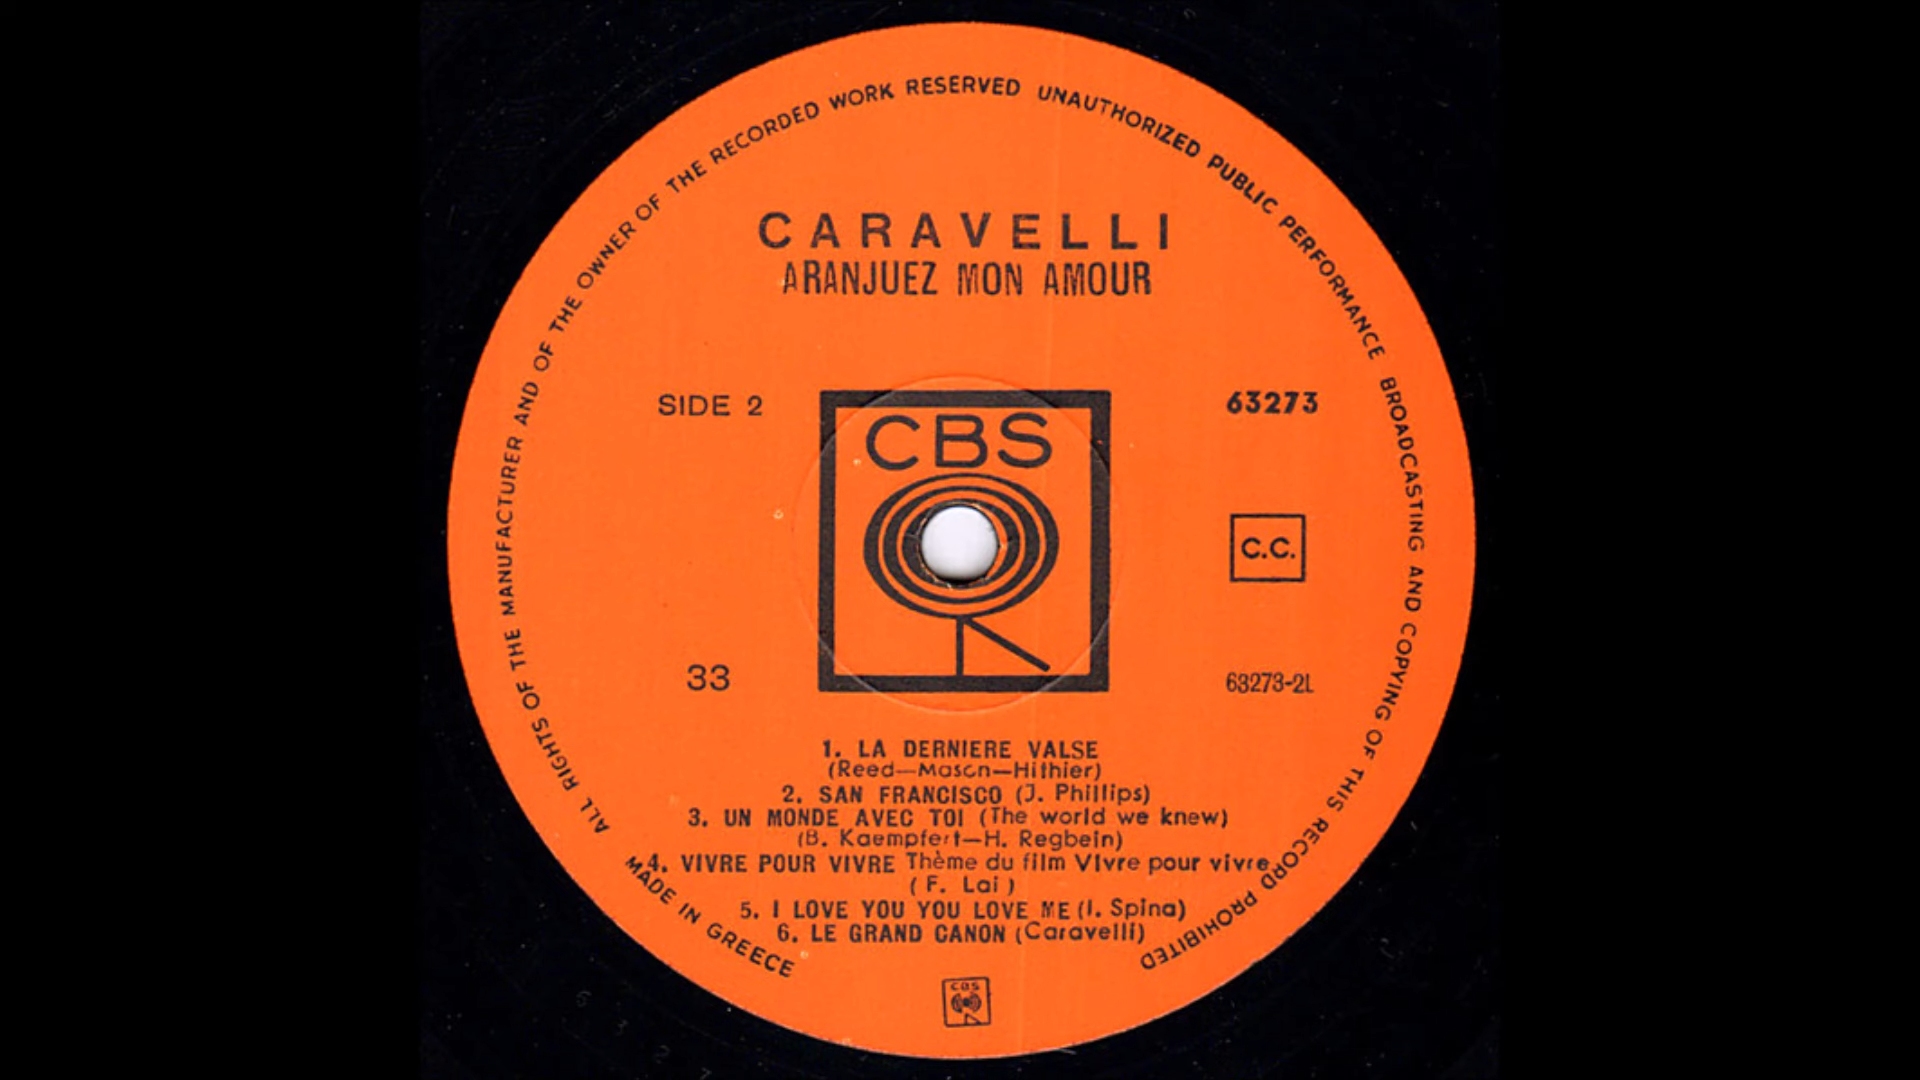 ALL RIGHTS OF THE MANUFACTURER AND OF THE OWNER OF THE RECORDED WORK RESERVED UNAUTHORIZED PUBLIC PERFORMANCE BROADCASTING AND COPYING OF THIS RECORD PROHIBITED
CARAVELLI
ARANJUEZ MON AMOUR
SIDE 2
63273
CBS
C.C.
33
63273-2L
1. LA DERNIERE VALSE
(Reed—Mason—Hithier)
2. SAN FRANCISCO (J. Phillips)
3. UN MONDE AVEC TOI (The world we knew)
(B. Kaempfert—H. Regbein)
4. VIVRE POUR VIVRE Thème du film Vivre pour vivre
( F. Lai )
5. I LOVE YOU YOU LOVE ME (I. Spina)
6. LE GRAND CANON (Caravelli)
MADE IN GREECE
CBS